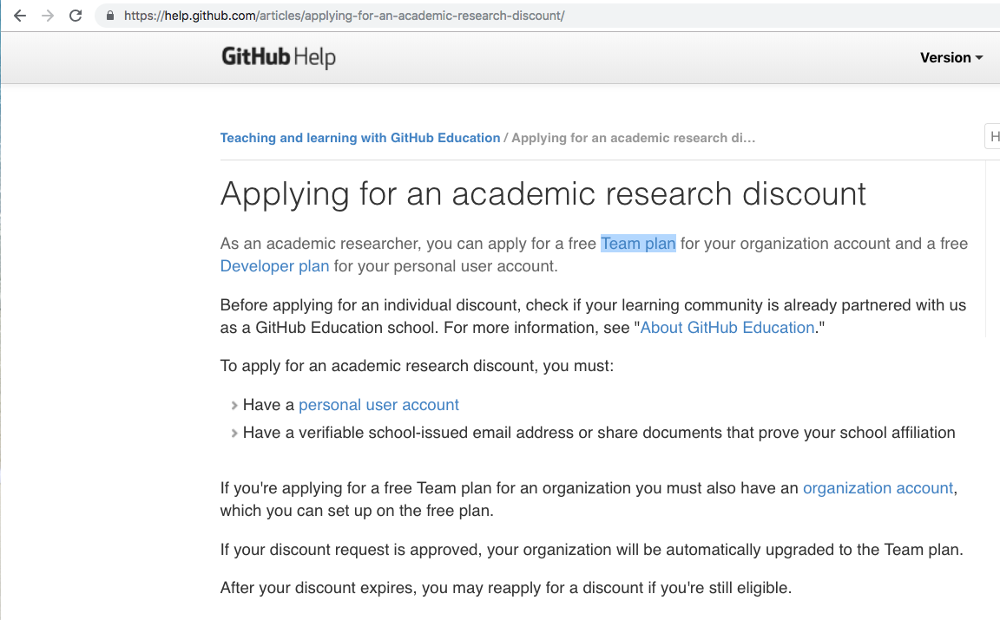 https://help.github.com/articles/applying-for-an-academic-research-discount/
GitHub Help
Version
Teaching and learning with GitHub Education / Applying for an academic research di…
H
Applying for an academic research discount
As an academic researcher, you can apply for a free Team plan for your organization account and a free
Developer plan for your personal user account.
Before applying for an individual discount, check if your learning community is already partnered with us
as a GitHub Education school. For more information, see "About GitHub Education."
To apply for an academic research discount, you must:
Have a personal user account
Have a verifiable school-issued email address or share documents that prove your school affiliation
If you're applying for a free Team plan for an organization you must also have an organization account,
which you can set up on the free plan.
If your discount request is approved, your organization will be automatically upgraded to the Team plan.
After your discount expires, you may reapply for a discount if you're still eligible.